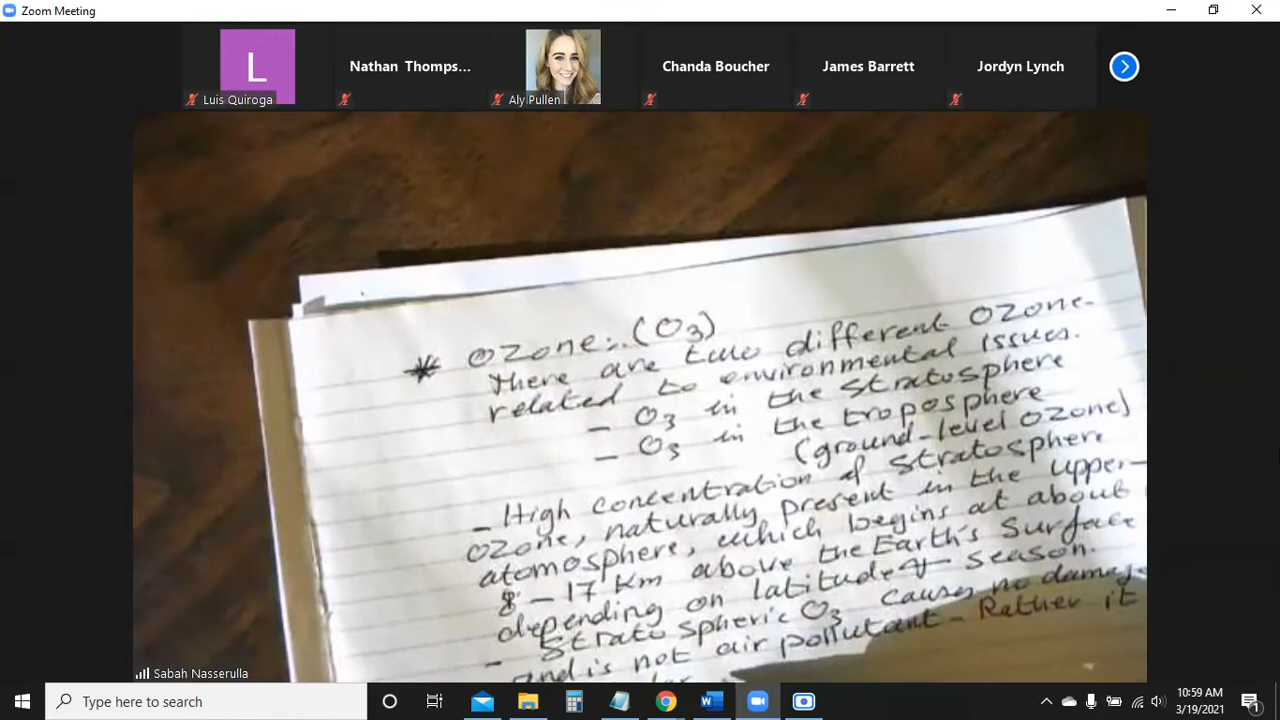 Zoom Meeting
L
Luis Quiroga
Nathan Thomps...
Aly Pullen
Chanda Boucher
James Barrett
Jordyn Lynch
* Ozone:. (O3)
There are two different Ozone-
related to environmental issues.
- O3 in the stratosphere
- O3 in the troposphere
(ground-level Ozone)
- High concentration of stratosphere
Ozone, naturally present in the upper-
atomosphere, which begins at about
8-17 Km above the Earth's surface
depending on latitude & season.
- Stratospheric O3 causes no damage
and is not air pollutant- Rather it
Sabah Nasserulla
Type here to search
10:59 AM
3/19/2021
1